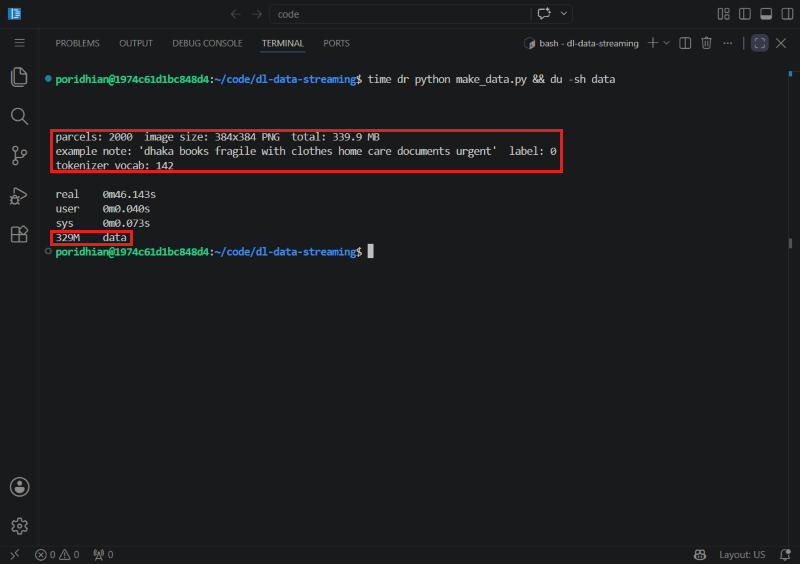 code
PROBLEMS OUTPUT DEBUG CONSOLE TERMINAL PORTS bash - dl-data-streaming
poridhian@1974c61d1bc848d4:~/code/dl-data-streaming$ time dr python make_data.py && du -sh data
parcels: 2000 image size: 384x384 PNG total: 339.9 MB
example note: 'dhaka books fragile with clothes home care documents urgent' label: 0
tokenizer vocab: 142
real 0m46.143s
user 0m0.040s
sys 0m0.073s
329M data
poridhian@1974c61d1bc848d4:~/code/dl-data-streaming$
0 0 0 Layout: US